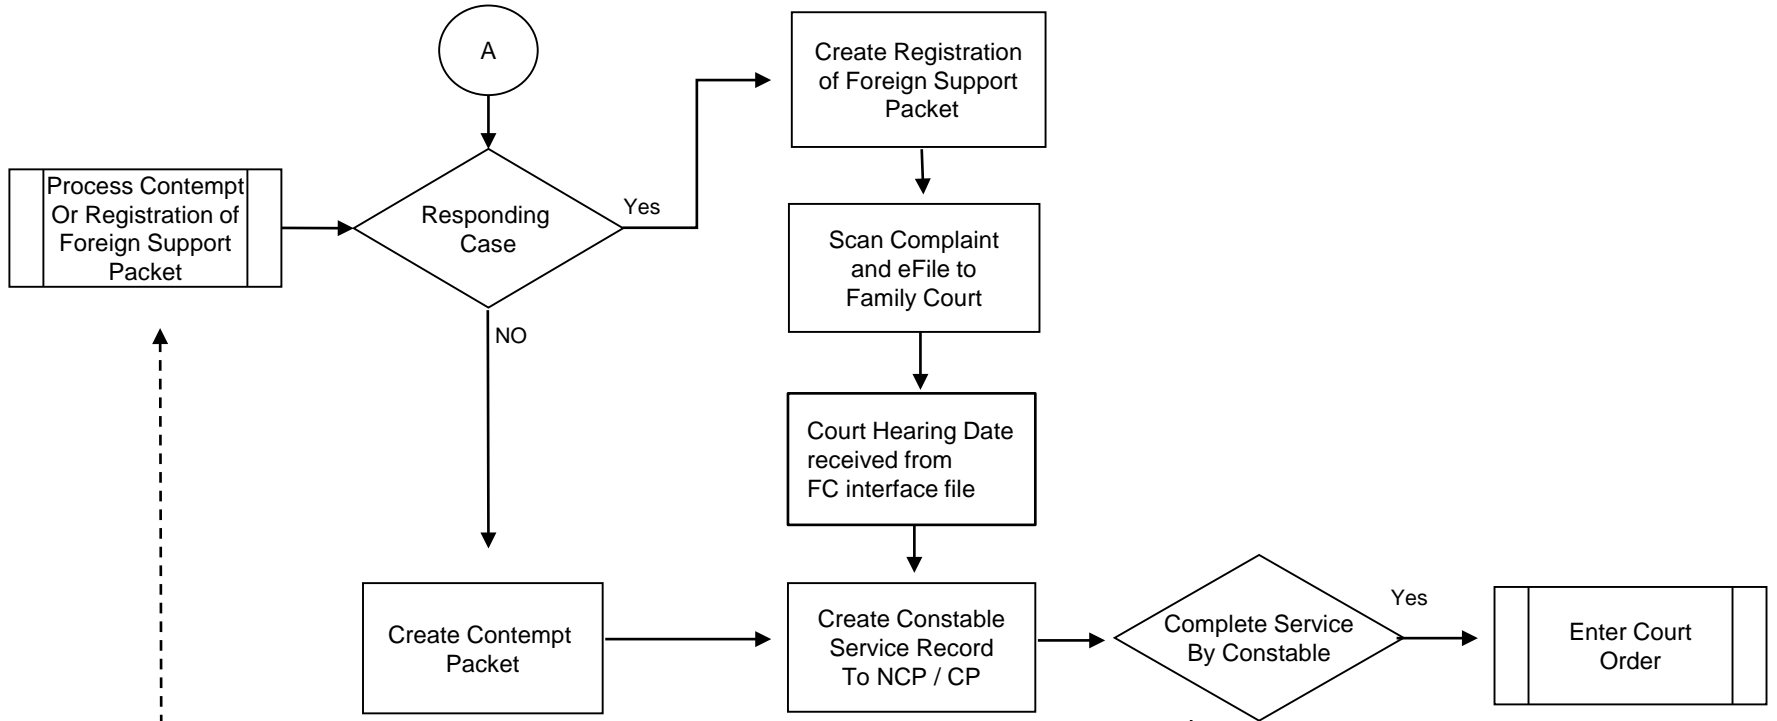 A
Create Registration
of Foreign Support
Packet
Process Contempt
Or Registration of
Foreign Support
Packet
Responding
Case
Yes
Scan Complaint
and eFile to
Family Court
NO
Court Hearing Date
received from
FC interface file
Create Contempt
Packet
Create Constable
Service Record
To NCP / CP
Complete Service
By Constable
Yes
Enter Court
Order